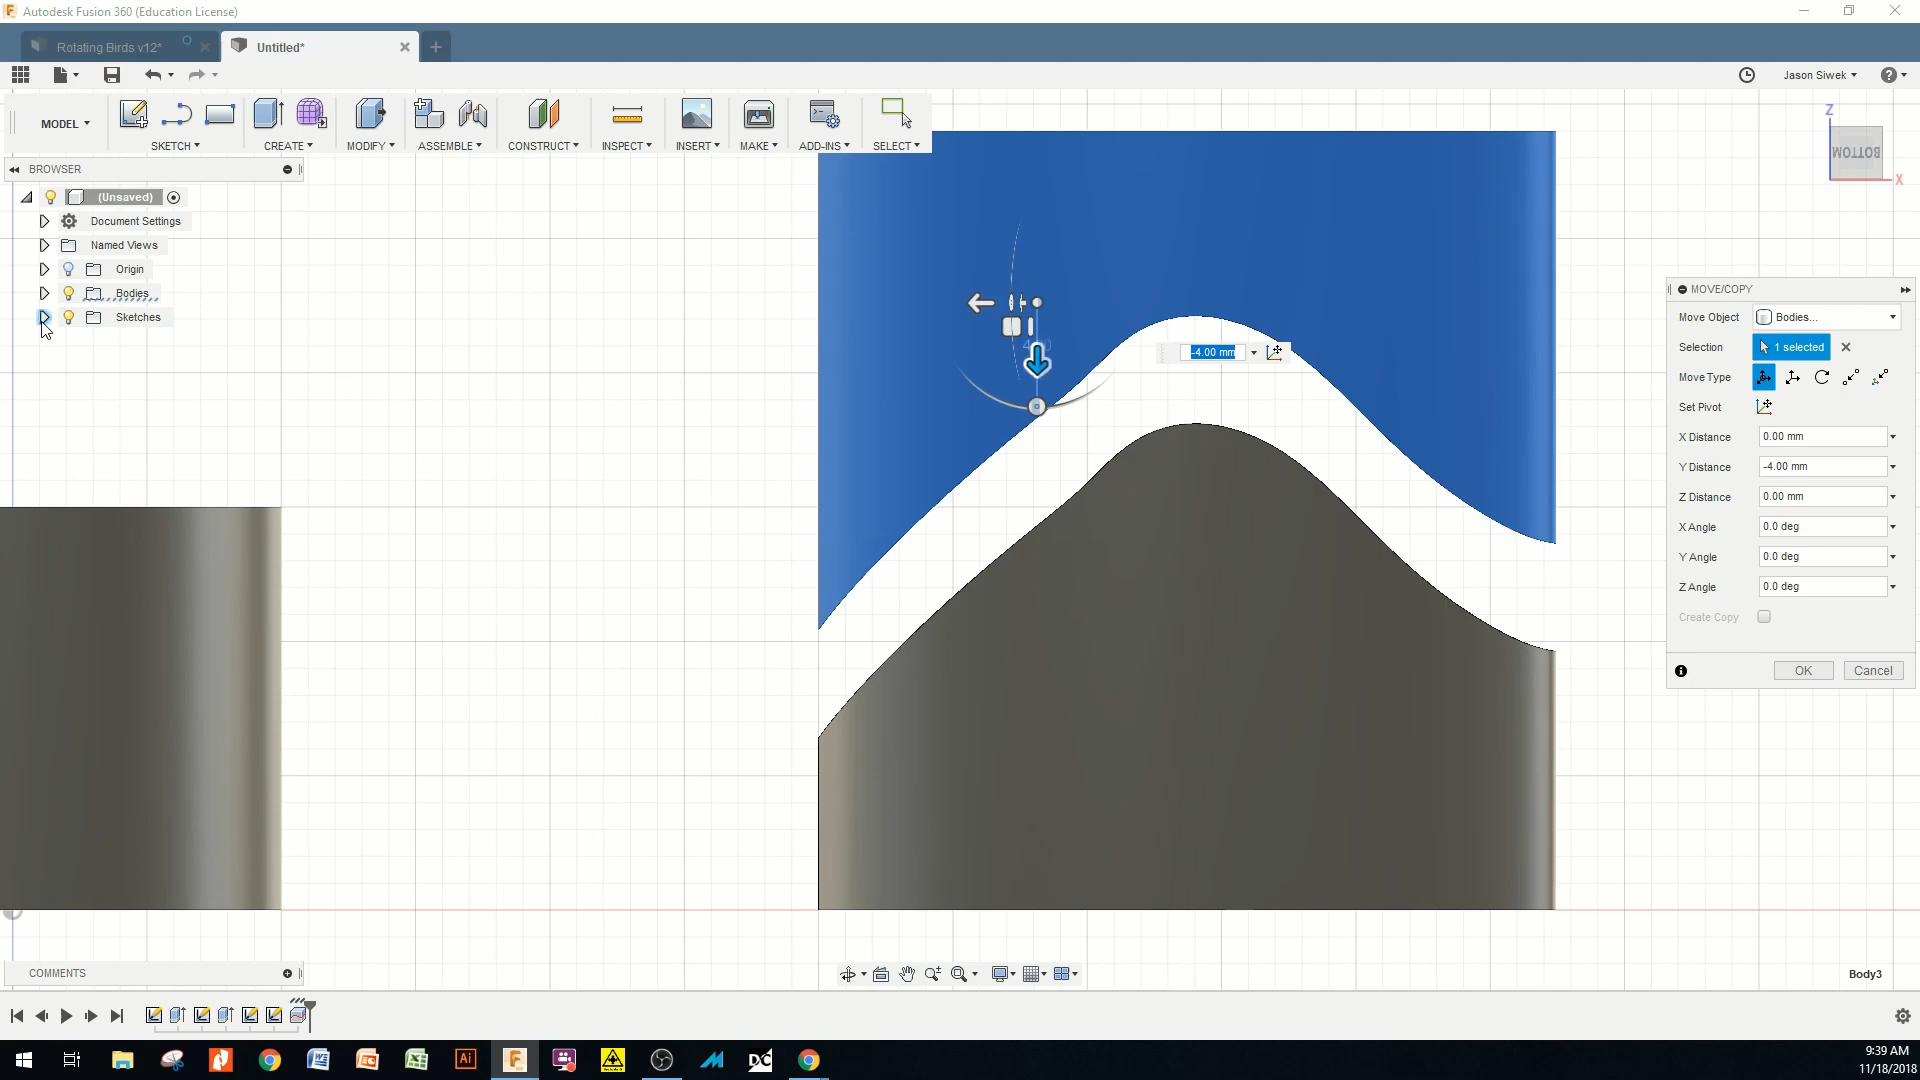 Autodesk Fusion 360 (Education License)
Rotating Birds v12*
Untitled*
Jason Siwek
MODEL
SKETCH
CREATE
MODIFY
ASSEMBLE
CONSTRUCT
INSPECT
INSERT
MAKE
ADD-INS
SELECT
BROWSER
(Unsaved)
Document Settings
Named Views
Origin
Bodies
Sketches
Z
BOTTOM
X
-4.00 mm
MOVE/COPY
Move Object Bodies...
Selection 1 selected
Move Type
Set Pivot
X Distance 0.00 mm
Y Distance -4.00 mm
Z Distance 0.00 mm
X Angle 0.0 deg
Y Angle 0.0 deg
Z Angle 0.0 deg
Create Copy
OK Cancel
COMMENTS
Body3
Ai
DC
9:39 AM
11/18/2018